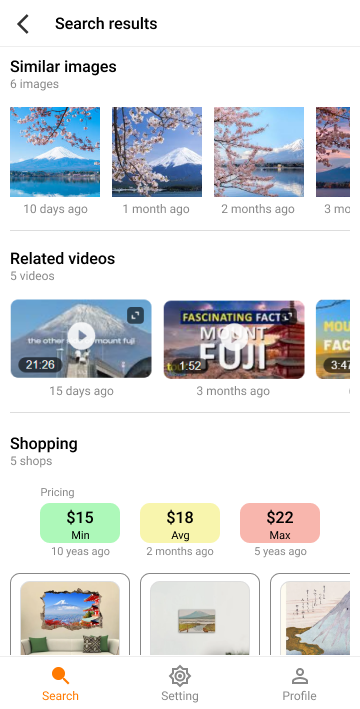 Search results
Similar images
6 images
10 days ago
1 month ago
2 months ago
3 mo
Related videos
5 videos
the other mount fuji
21:26
FASCINATING FACTS
MOUNT
FUJI
1:52
MOU
FAC
3:47
15 days ago
3 months ago
Shopping
5 shops
Pricing
$15
Min
$18
Avg
$22
Max
10 yeas ago
2 months ago
5 yeas ago
Search
Setting
Profile